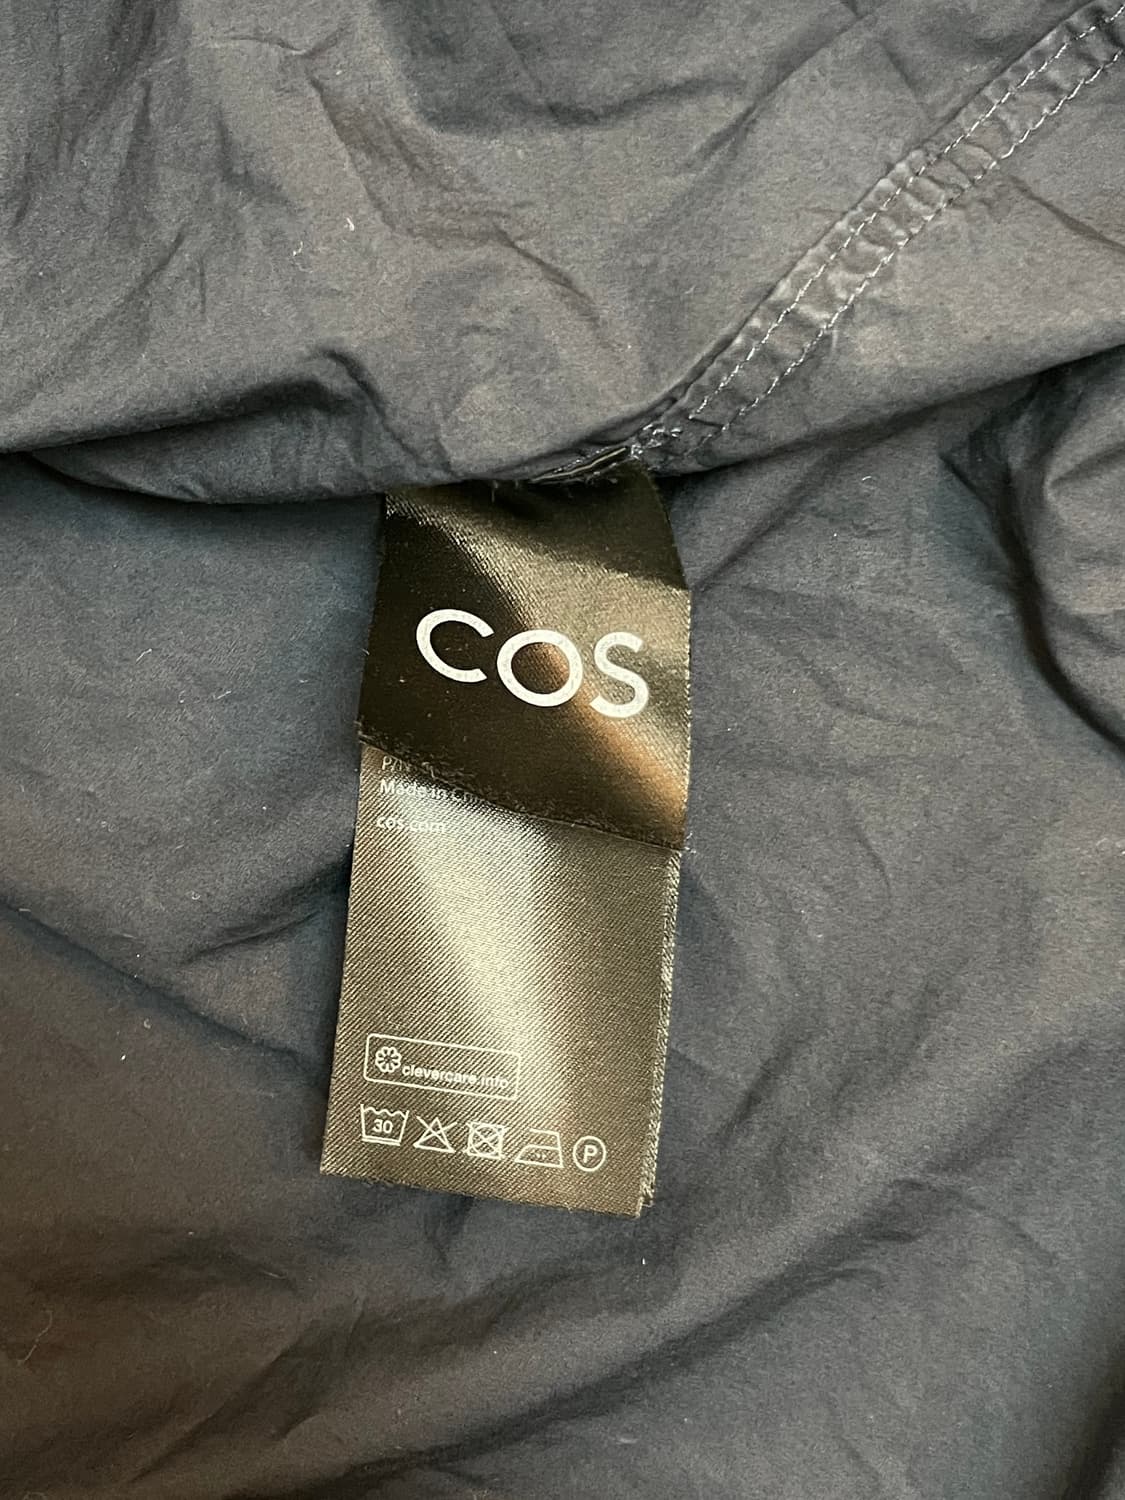 COS
Made in
cos.com
clevercare.info
30
P